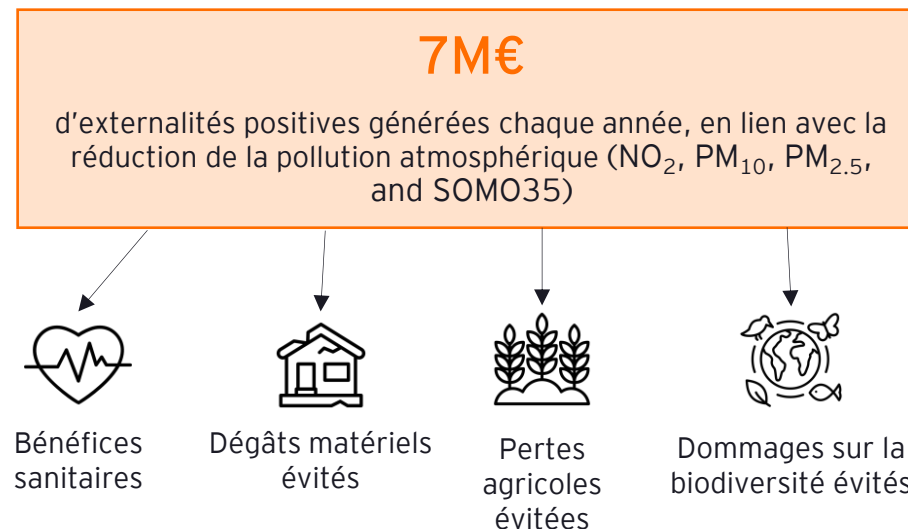 7M€
d'externalités positives générées chaque année, en lien avec la
réduction de la pollution atmosphérique (NO₂, PM₁₀, PM₂.₅,
and SOMO35)
Bénéfices
sanitaires
Dégâts matériels
évités
Pertes
agricoles
évitées
Dommages sur la
biodiversité évités